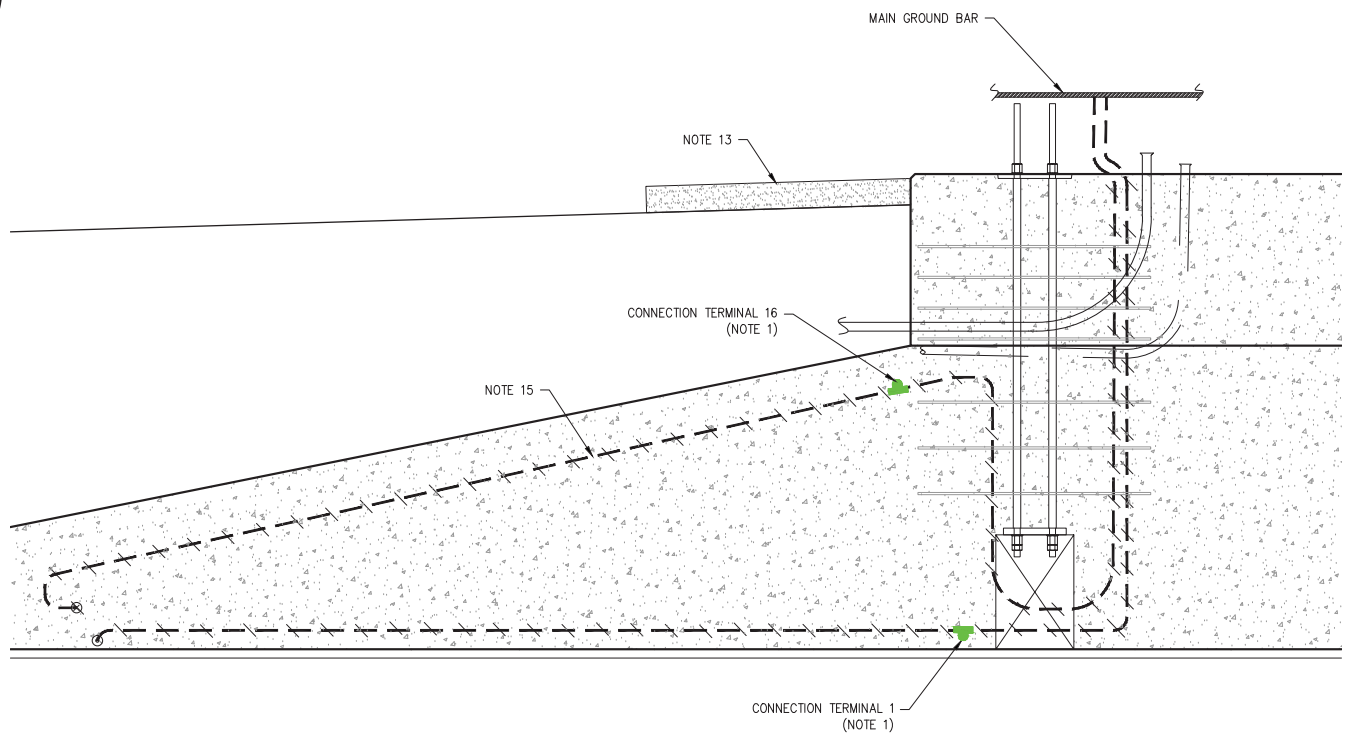 MAIN GROUND BAR
NOTE 13
CONNECTION TERMINAL 16
(NOTE 1)
NOTE 15
CONNECTION TERMINAL 1
(NOTE 1)